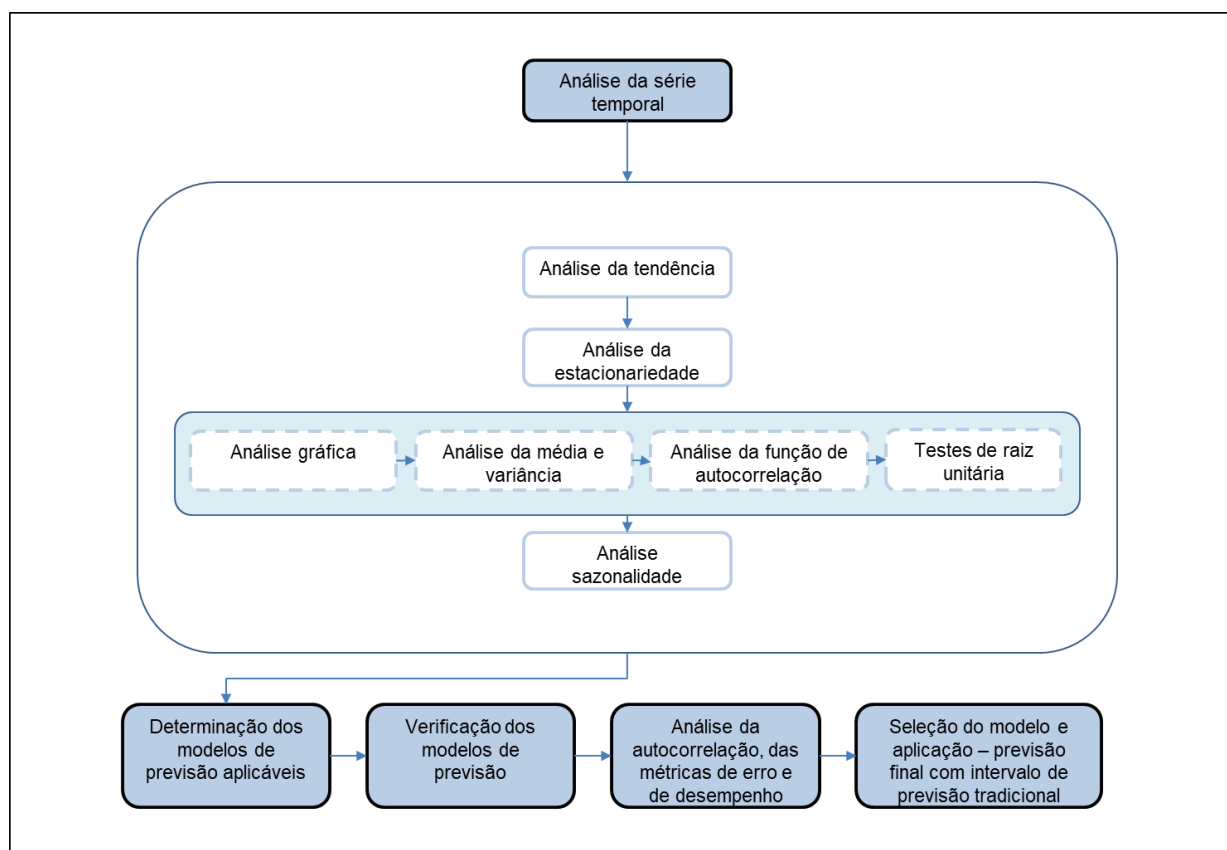 Análise da série
temporal
Análise da tendência
Análise da
estacionariedade
Análise gráfica
Análise da média e
variância
Análise da função de
autocorrelação
Testes de raiz
unitária
Análise
sazonalidade
Determinação dos
modelos de
previsão aplicáveis
Verificação dos
modelos de
previsão
Análise da
autocorrelação, das
métricas de erro e
de desempenho
Seleção do modelo e
aplicação – previsão
final com intervalo de
previsão tradicional